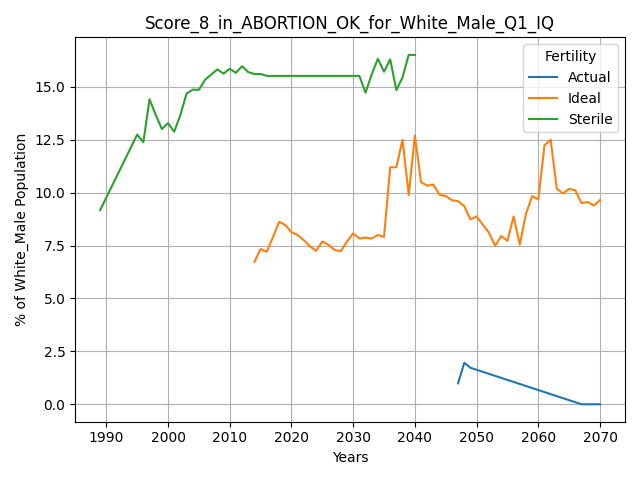 Score_8_in_ABORTION_OK_for_White_Male_Q1_IQ
Fertility
Actual
Ideal
Sterile
% of White_Male Population
15.0
12.5
10.0
7.5
5.0
2.5
0.0
1990 2000 2010 2020 2030 2040 2050 2060 2070
Years